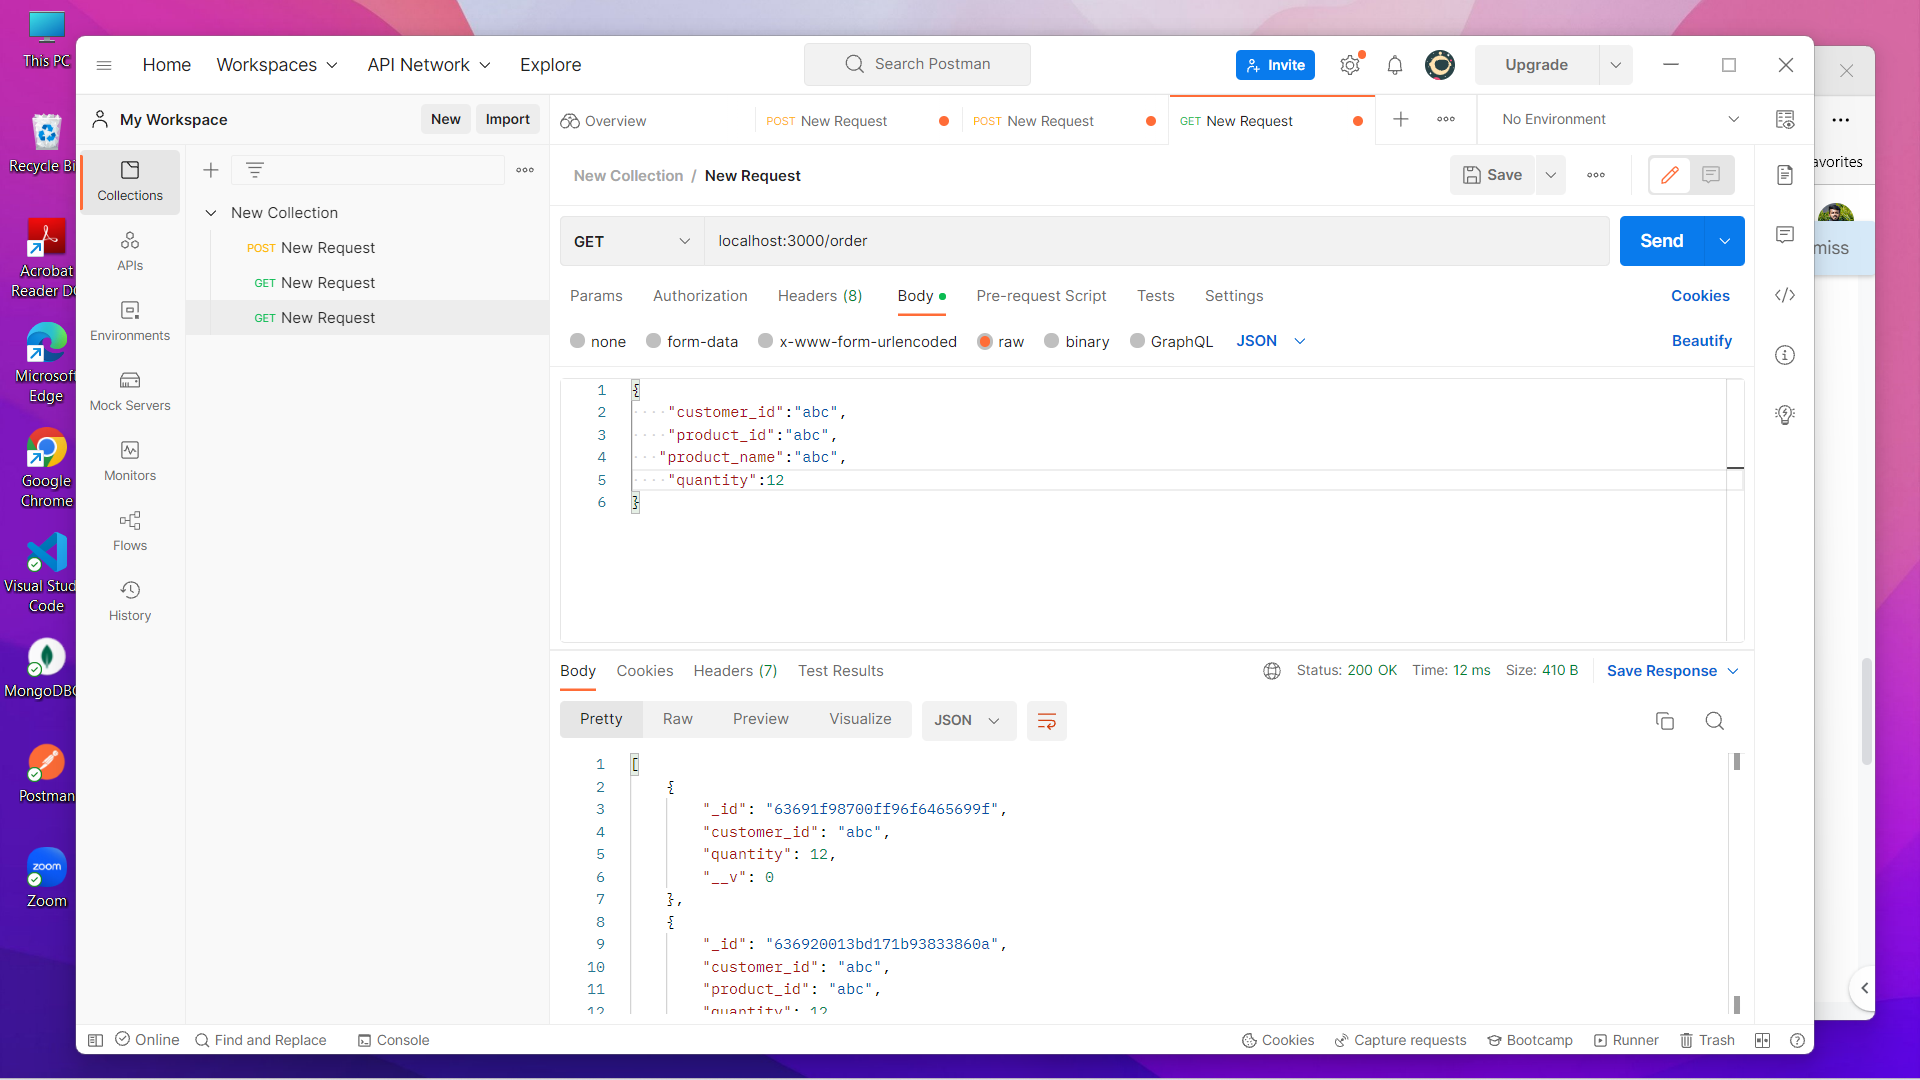 This PC
Recycle Bi
Acrobat
Reader DC
Microsoft
Edge
Google
Chrome
Visual Stud
Code
MongoDBC
Postman
zoom
Zoom
Home
Workspaces
API Network
Explore
Search Postman
Invite
Upgrade
My Workspace
New
Import
Overview
POST New Request
POST New Request
GET New Request
No Environment
avorites
miss
Collections
APIs
Environments
Mock Servers
Monitors
Flows
History
New Collection
POST New Request
GET New Request
GET New Request
New Collection / New Request
Save
GET
localhost:3000/order
Send
Params
Authorization
Headers (8)
Body
Pre-request Script
Tests
Settings
Cookies
none
form-data
x-www-form-urlencoded
raw
binary
GraphQL
JSON
Beautify
1 {
2 "customer_id":"abc",
3 "product_id":"abc",
4 "product_name":"abc",
5 "quantity":12
6 }
Body
Cookies
Headers (7)
Test Results
Status: 200 OK
Time: 12 ms
Size: 410 B
Save Response
Pretty
Raw
Preview
Visualize
JSON
1 [
2 {
3 "_id": "63691f98700ff96f6465699f",
4 "customer_id": "abc",
5 "quantity": 12,
6 "__v": 0
7 },
8 {
9 "_id": "636920013bd171b93833860a",
10 "customer_id": "abc",
11 "product_id": "abc",
12 "quantity": 12
Online
Find and Replace
Console
Cookies
Capture requests
Bootcamp
Runner
Trash